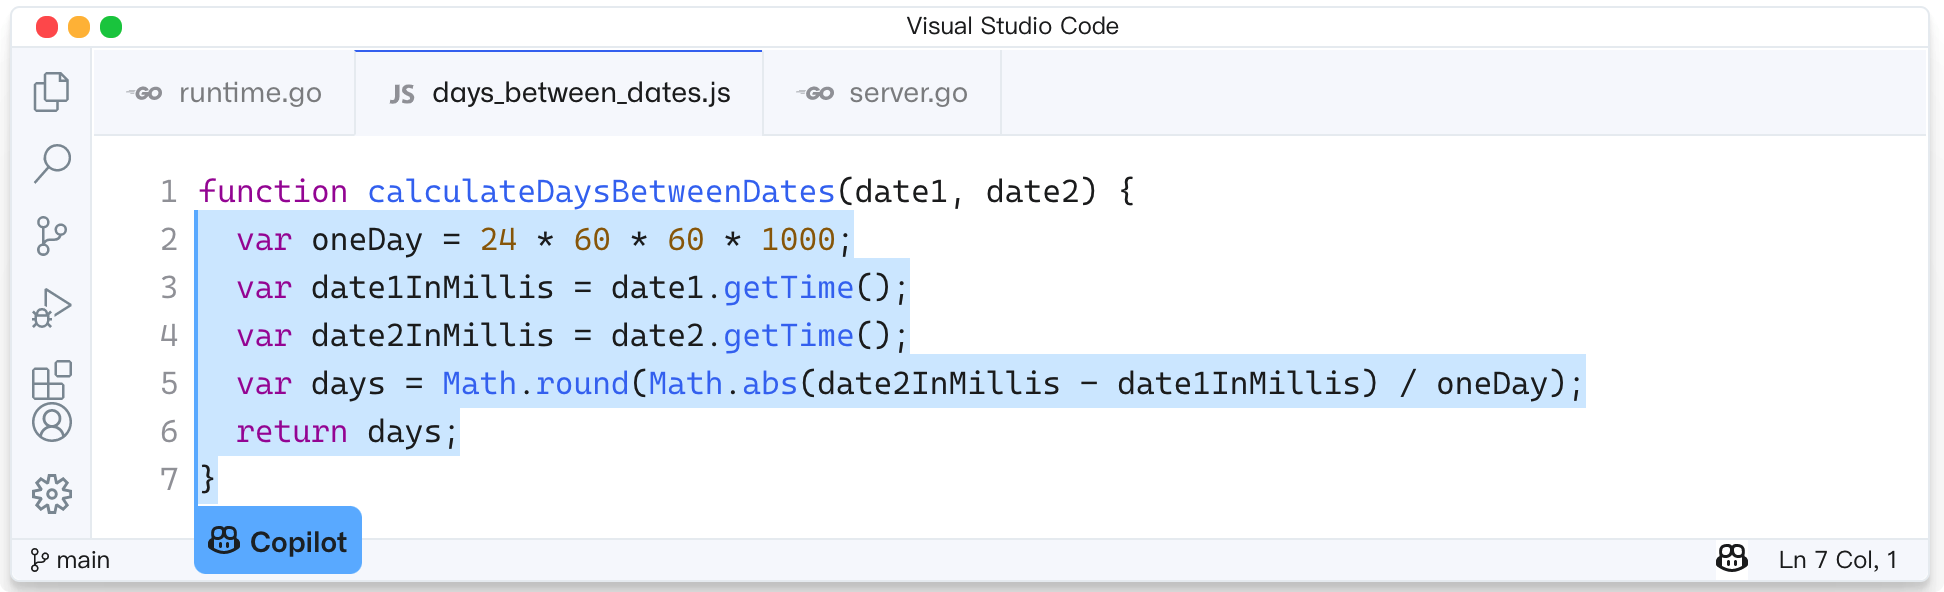 Visual Studio Code
GO runtime.go
JS days_between_dates.js
GO server.go
1 function calculateDaysBetweenDates(date1, date2) {
2   var oneDay = 24 * 60 * 60 * 1000;
3   var date1InMillis = date1.getTime();
4   var date2InMillis = date2.getTime();
5   var days = Math.round(Math.abs(date2InMillis - date1InMillis) / oneDay);
6   return days;
7 }
Copilot
main
Ln 7 Col, 1